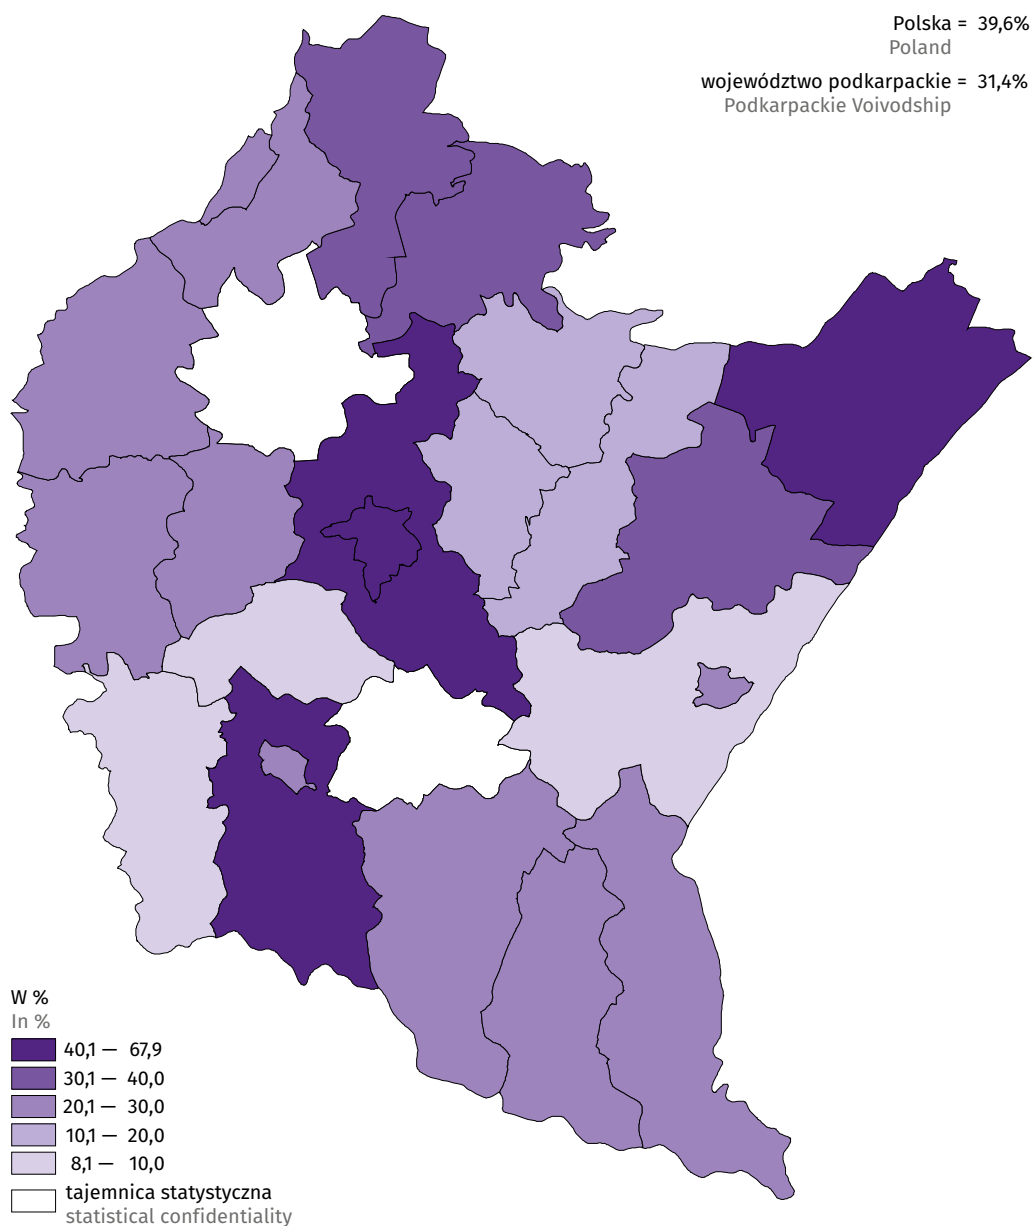 Polska = 39,6%
Poland
województwo podkarpackie = 31,4%
Podkarpackie Voivodship
W %
In %
40,1 — 67,9
30,1 — 40,0
20,1 — 30,0
10,1 — 20,0
8,1 — 10,0
tajemnica statystyczna
statistical confidentiality